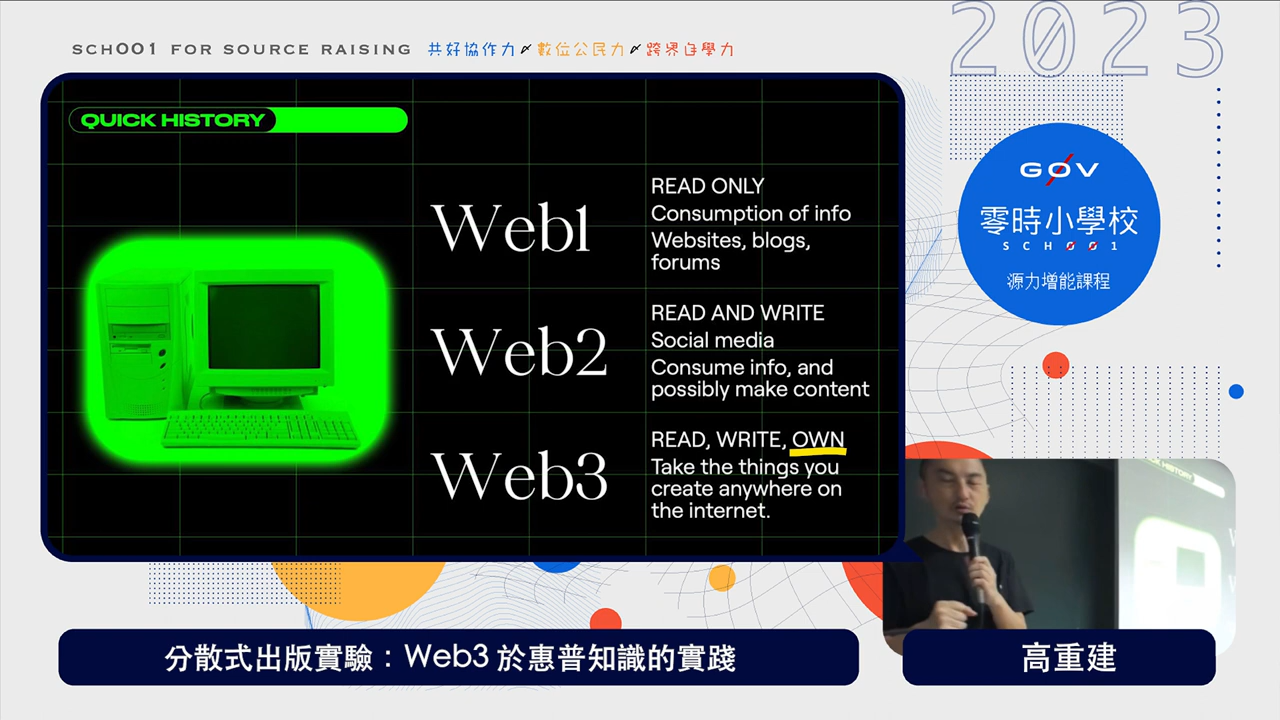 SCH001 FOR SOURCE RAISING 共好協作力 數位公民力 跨界自學力
2023
QUICK HISTORY
Web1
READ ONLY
Consumption of info
Websites, blogs,
forums
Web2
READ AND WRITE
Social media
Consume info, and
possibly make content
Web3
READ, WRITE, OWN
Take the things you
create anywhere on
the internet.
G0V
零時小學校
SCH001
源力增能課程
分散式出版實驗：Web3 於惠普知識的實踐
高重建